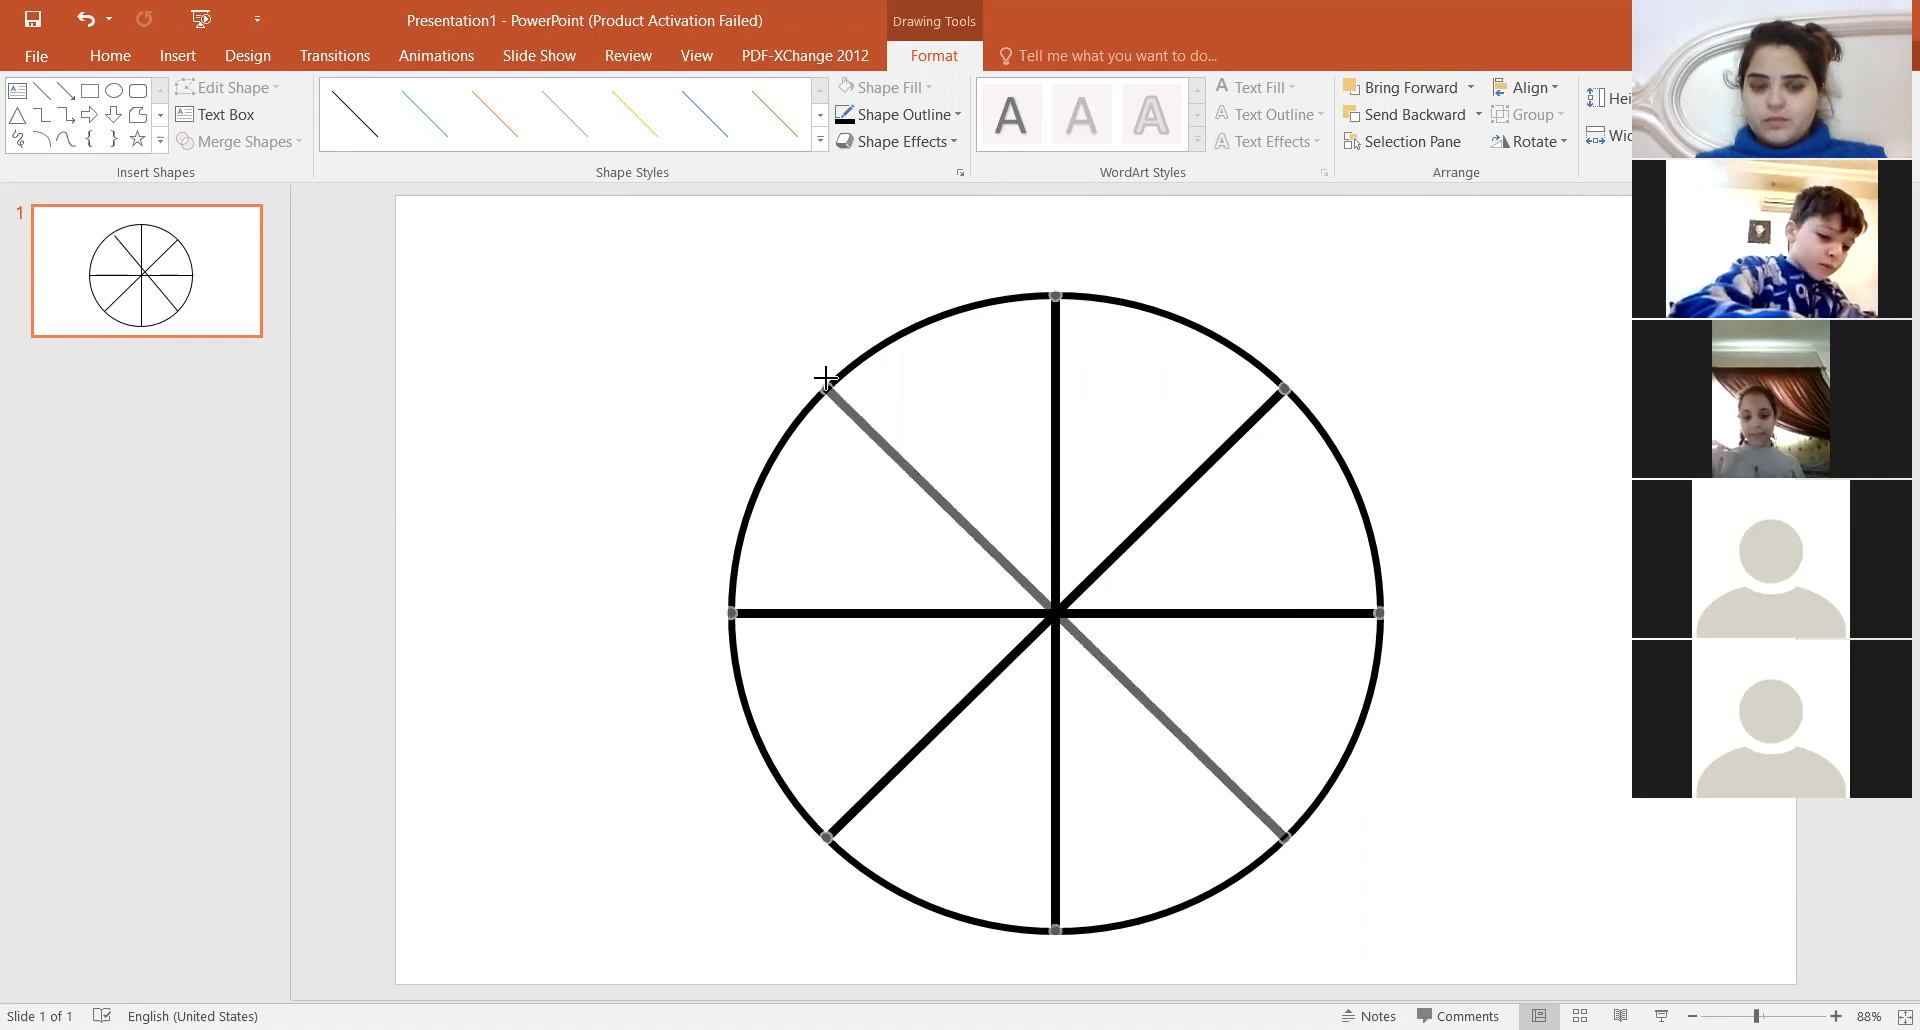 Presentation1 - PowerPoint (Product Activation Failed)
Drawing Tools
File Home Insert Design Transitions Animations Slide Show Review View PDF-XChange 2012 Format Tell me what you want to do...
Edit Shape
Text Box
Merge Shapes
Insert Shapes
Shape Fill
Shape Outline
Shape Effects
Shape Styles
A A A
Text Fill
Text Outline
Text Effects
WordArt Styles
Bring Forward
Send Backward
Selection Pane
Align
Group
Rotate
Arrange
Hei
Wid
1
Slide 1 of 1 English (United States) Notes Comments 88%